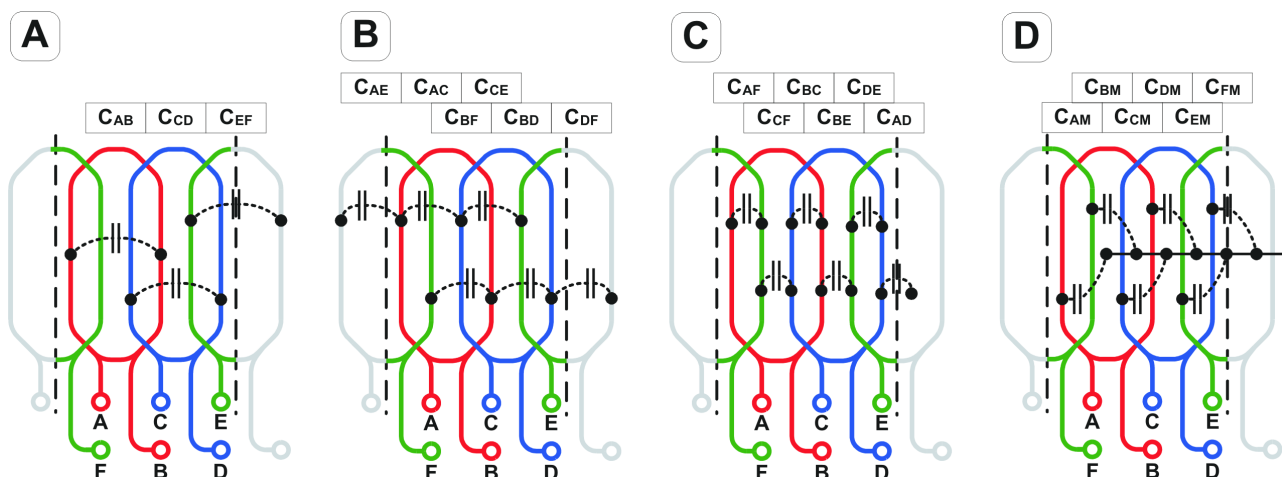 A
B
C
D
CAE CAC CCE
CAF CBC CDE
CBM CDM CFM
CAB CCD CEF
CBF CBD CDF
CCF CBE CAD
CAM CCM CEM
A C E
A C E
A C E
A C E
F B D
F B D
F B D
F B D